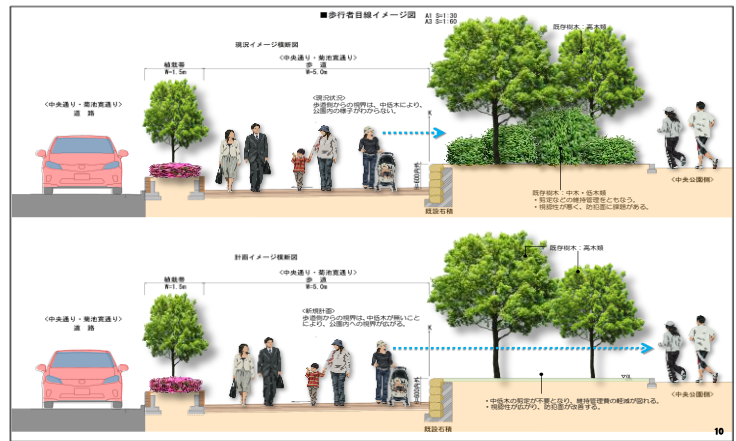 ■歩行者目線イメージ図
A1 S=1:30
A3 S=1:60
現況イメージ横断図
既存樹木：高木類
植栽帯
W=1.5m
<中央通り・菊池寛通り>
歩　道
W=5.0m
<中央通り・菊池寛通り>
道　路
<現況状況>
歩道側からの視界は、中低木により、
公園内の様子がわからない。
K
H=600内外
既設石積
既存樹木：中木・低木類
・剪定などの維持管理をともなう。
・視認性が悪く、防犯面に課題がある。
<中央公園側>
計画イメージ横断図
既存樹木：高木類
植栽帯
W=1.5m
<中央通り・菊池寛通り>
歩　道
W=5.0m
<中央通り・菊池寛通り>
道　路
<新規計画>
歩道側からの視界は、中低木が無いこと
により、公園内への視界が広がる。
K
H=600内外
既設石積
▽GL
・中低木の剪定が不要となり、維持管理費の軽減が図れる。
・視認性が広がり、防犯面が改善する。
<中央公園側>
10